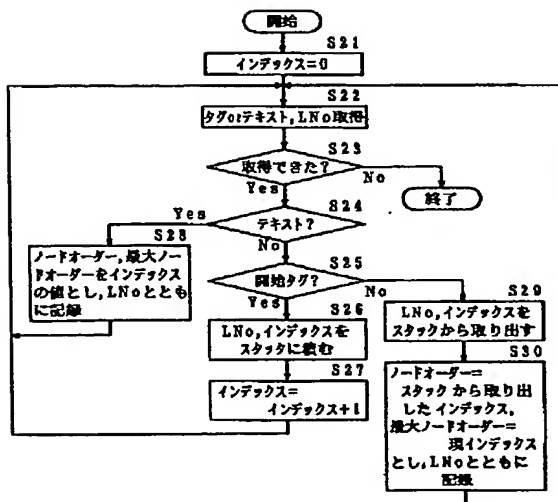 開始
S21
インデックス=0
S22
タグorテキスト,LNo取得
S23
取得できた?
Yes
No
終了
S24
テキスト?
Yes
No
S28
ノードオーダー,最大ノー
ドオーダーをインデックス
の値とし,LNoととも
に記録
S25
開始タグ?
Yes
No
S26
LNo,インデックスを
スタックに積む
S27
インデックス=
インデックス+1
S29
LNo,インデックスを
スタックから取り出す
S30
ノードオーダー=
スタックから取り出
したインデックス,
最大ノードオーダー=
現インデックス
とし,LNoとともに
記録